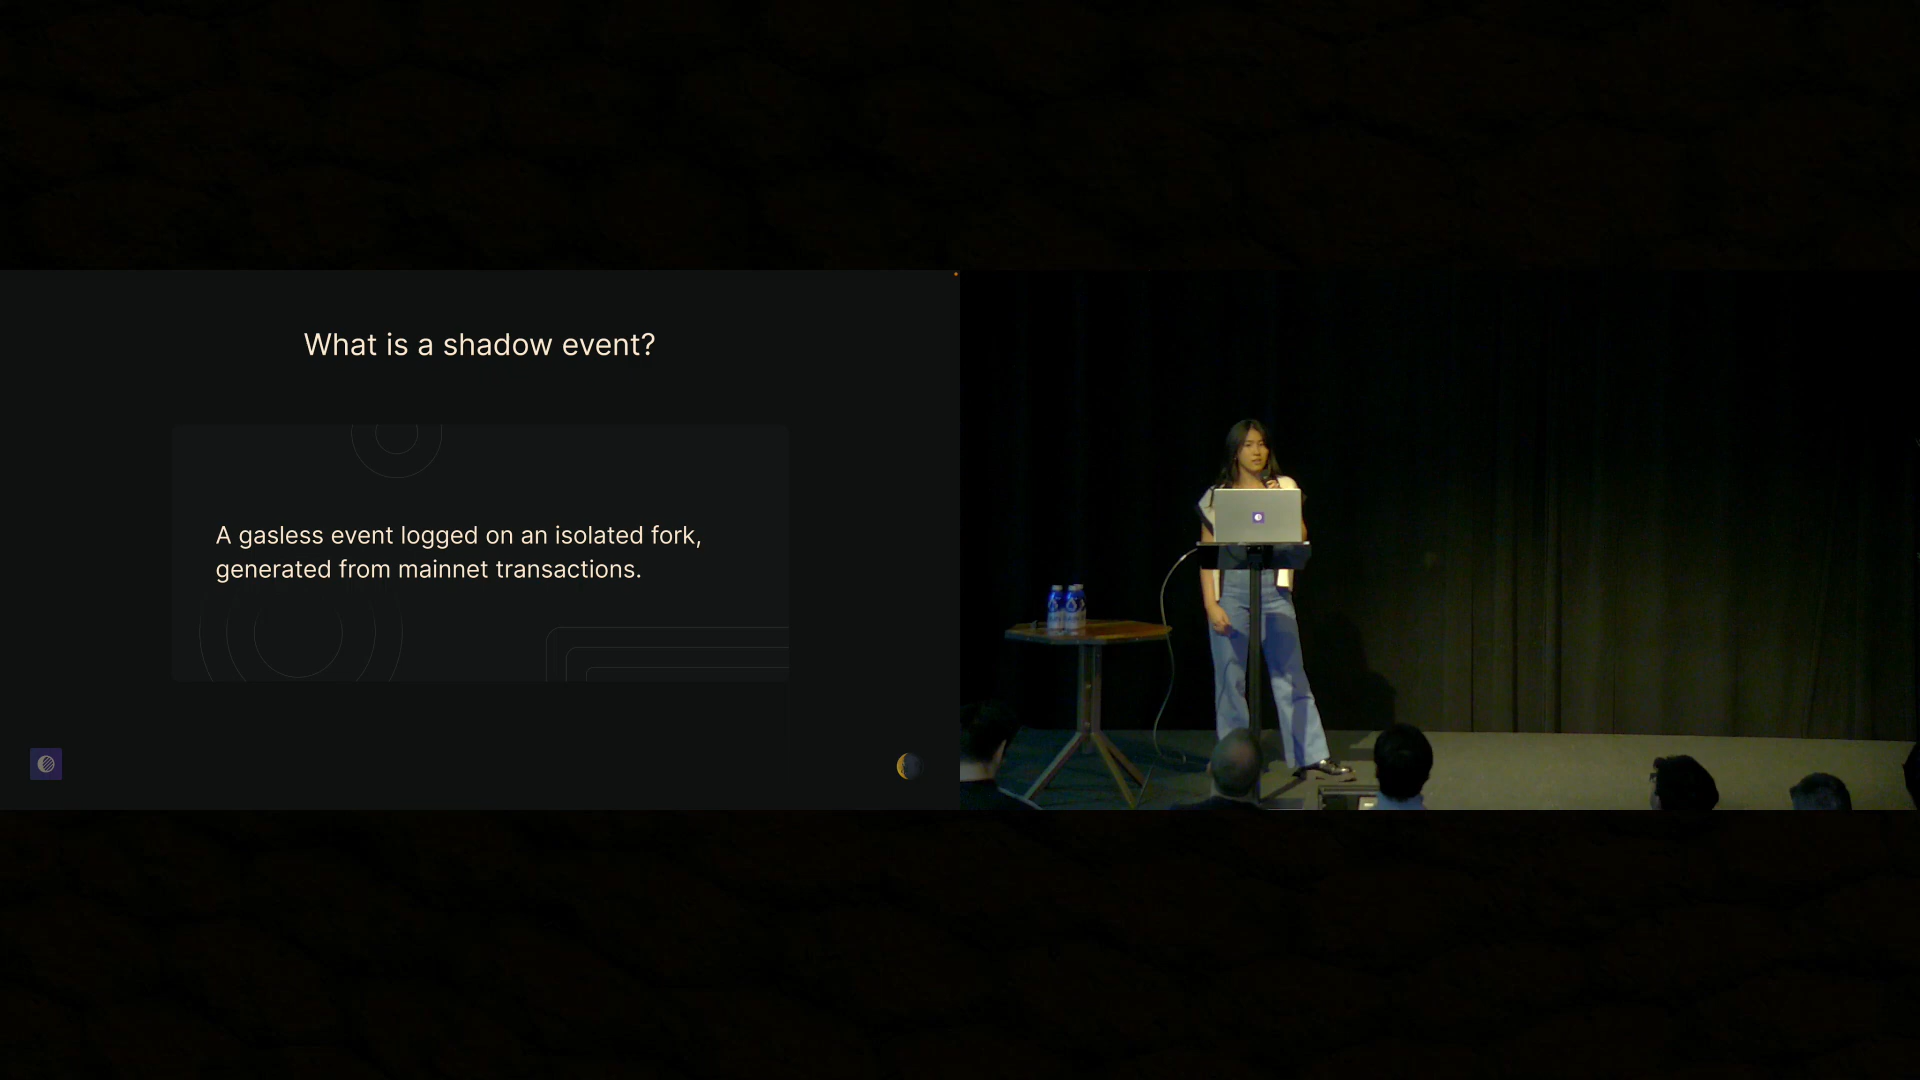 What is a shadow event?
A gasless event logged on an isolated fork,
generated from mainnet transactions.